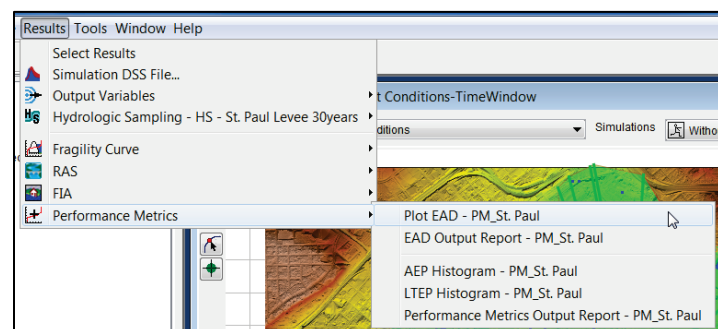 Results Tools Window Help
Select Results
Simulation DSS File...
Output Variables
Hydrologic Sampling - HS - St. Paul Levee 30years
Fragility Curve
RAS
FIA
Performance Metrics
t Conditions-TimeWindow
ditions
Simulations
Witho
Plot EAD - PM_St. Paul
EAD Output Report - PM_St. Paul
AEP Histogram - PM_St. Paul
LTEP Histogram - PM_St. Paul
Performance Metrics Output Report - PM_St. Paul